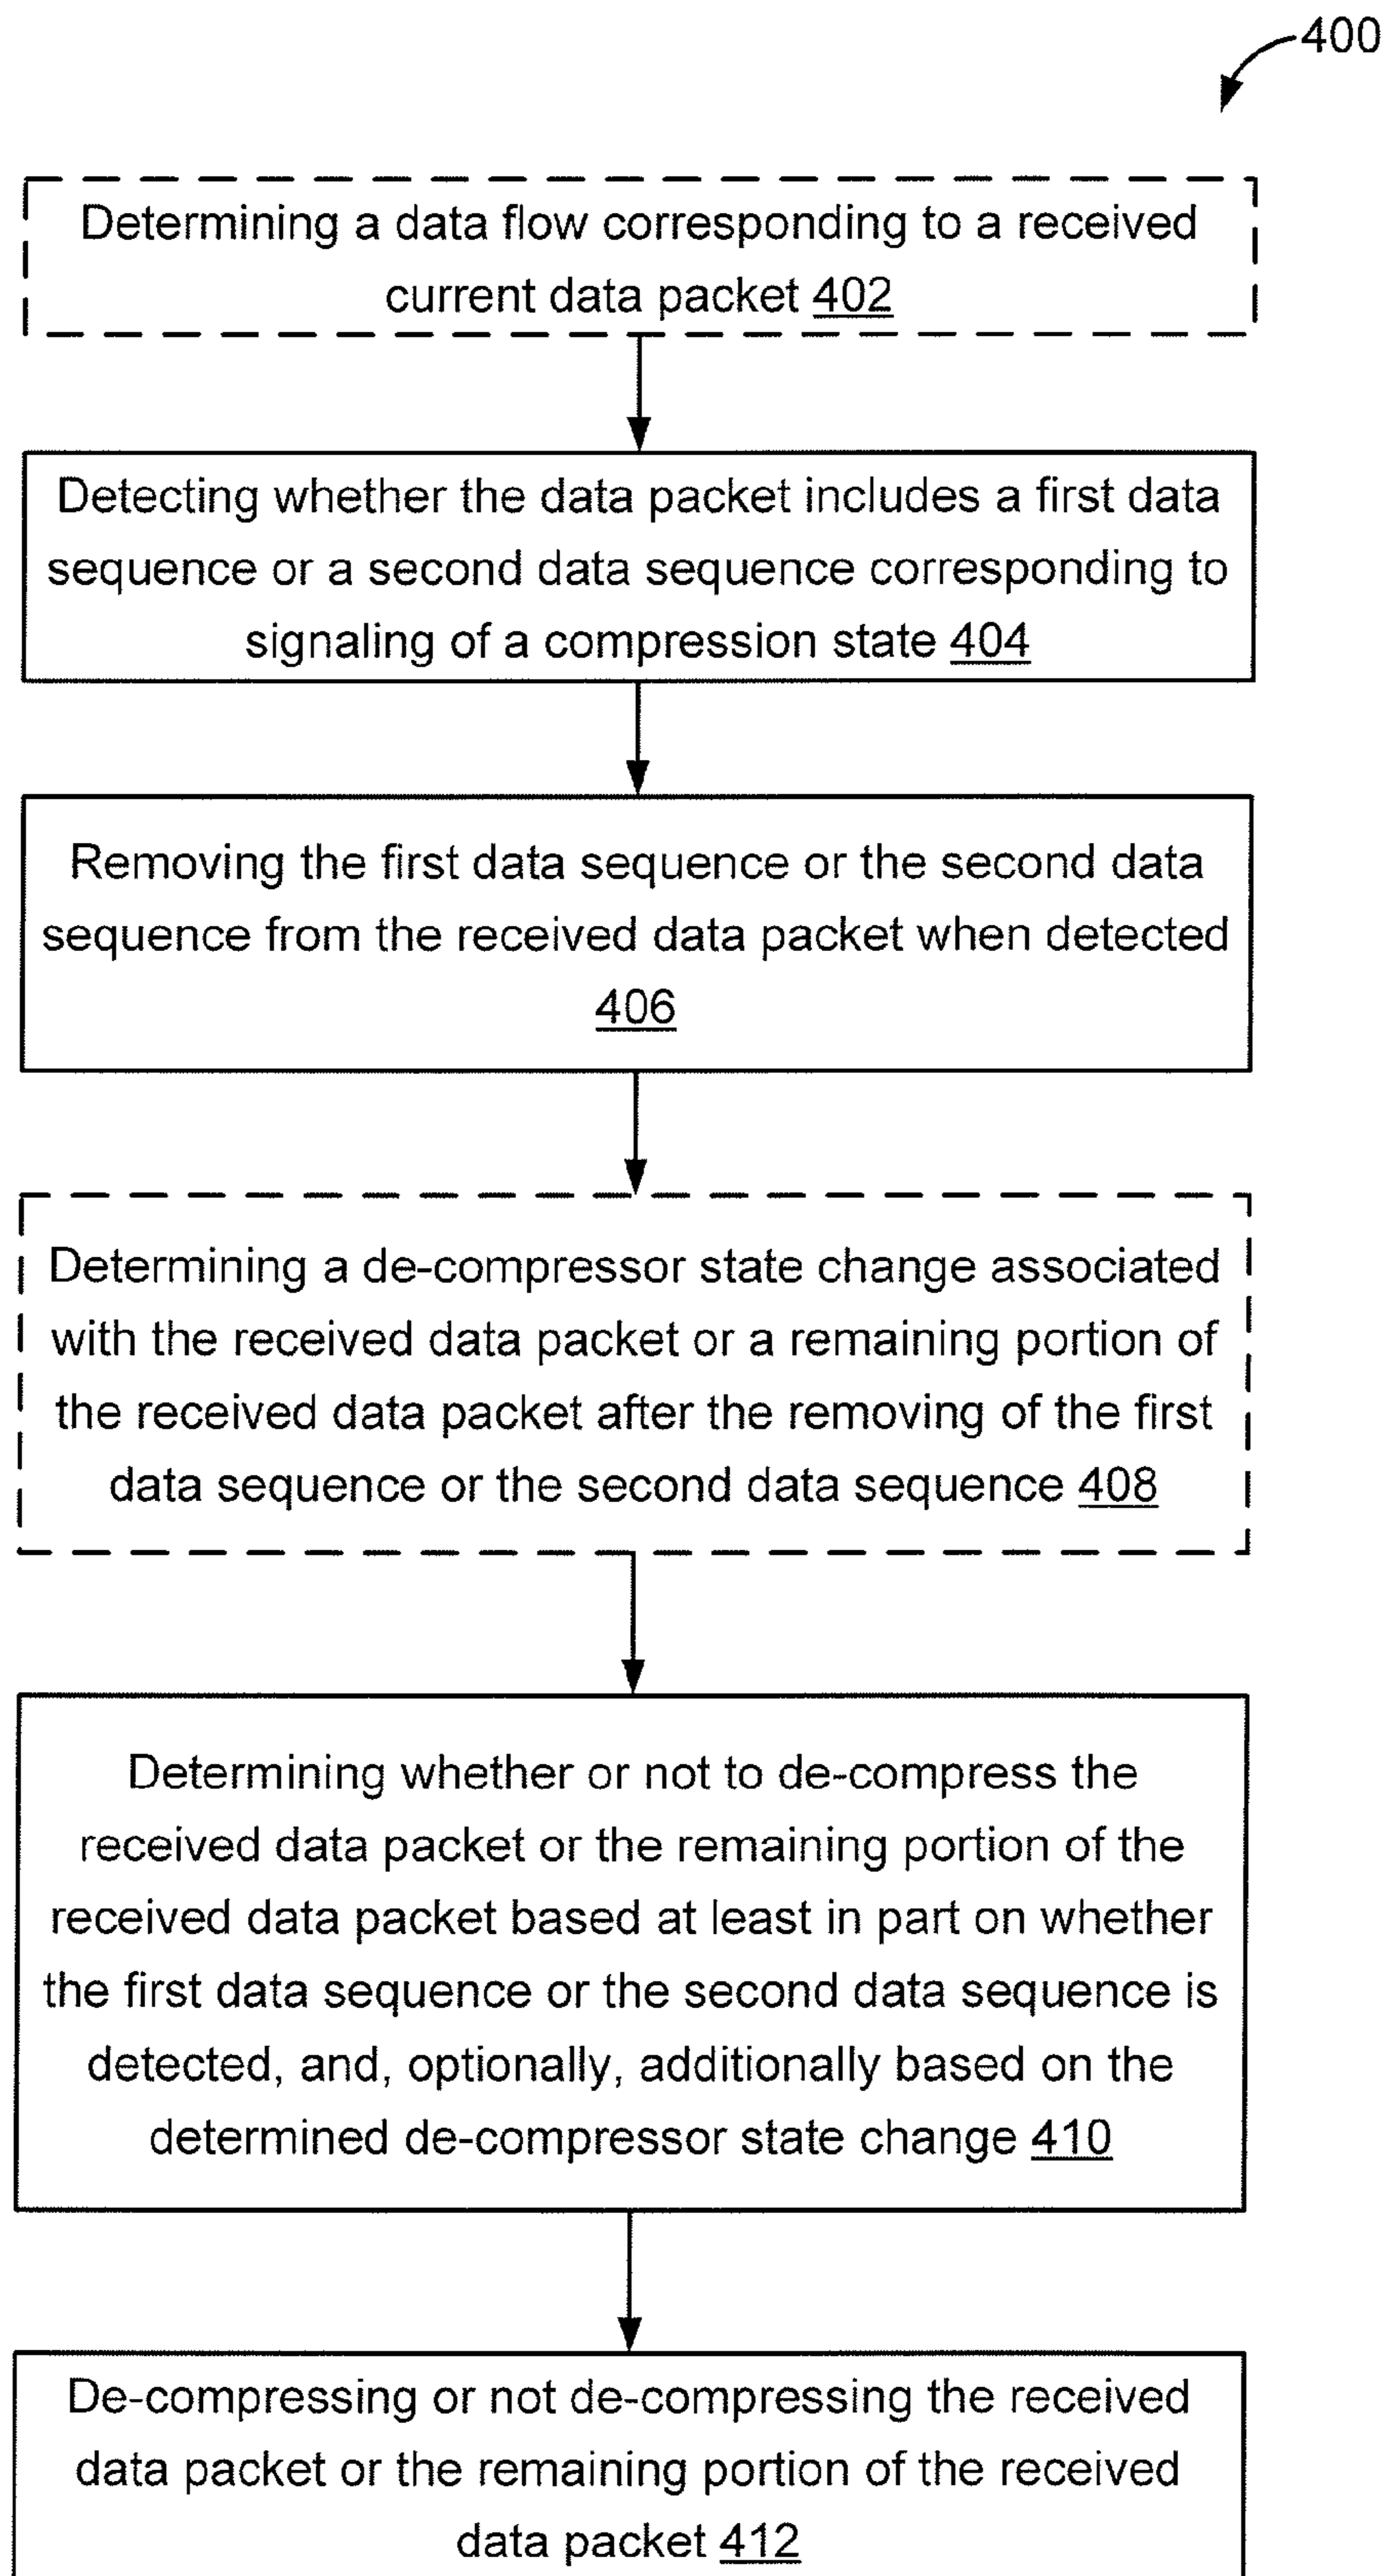 400
Determining a data flow corresponding to a received
current data packet 402
Detecting whether the data packet includes a first data
sequence or a second data sequence corresponding to
signaling of a compression state 404
Removing the first data sequence or the second data
sequence from the received data packet when detected
406
Determining a de-compressor state change associated
with the received data packet or a remaining portion of
the received data packet after the removing of the first
data sequence or the second data sequence 408
Determining whether or not to de-compress the
received data packet or the remaining portion of the
received data packet based at least in part on whether
the first data sequence or the second data sequence is
detected, and, optionally, additionally based on the
determined de-compressor state change 410
De-compressing or not de-compressing the received
data packet or the remaining portion of the received
data packet 412